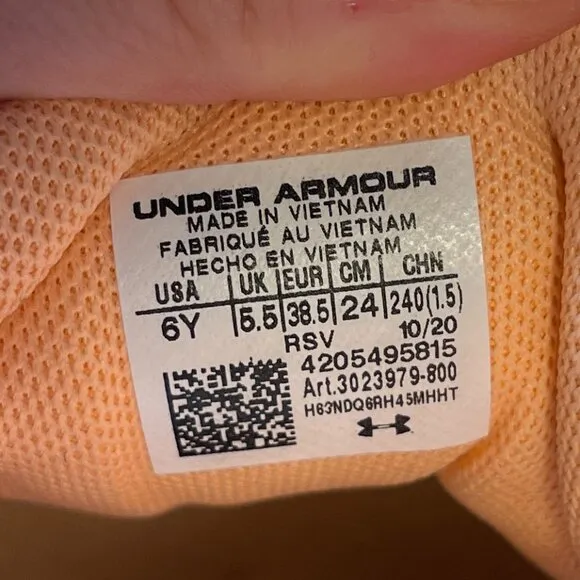 UNDER ARMOUR
MADE IN VIETNAM
FABRIQUÉ AU VIETNAM
HECHO EN VIETNAM
USA UK EUR CM CHN
6Y 5.5 38.5 24 240(1.5)
RSV 10/20
4205495815
Art.3023979-800
H63NDQ6RH45MHHT